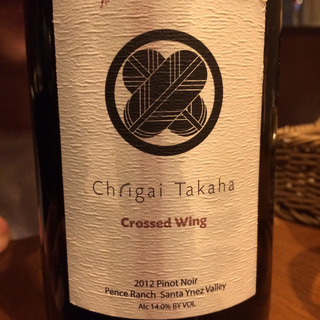 Chigai Takaha
Crossed Wing
2012 Pinot Noir
Pence Ranch Santa Ynez Valley
Alc 14.0% BY VOL